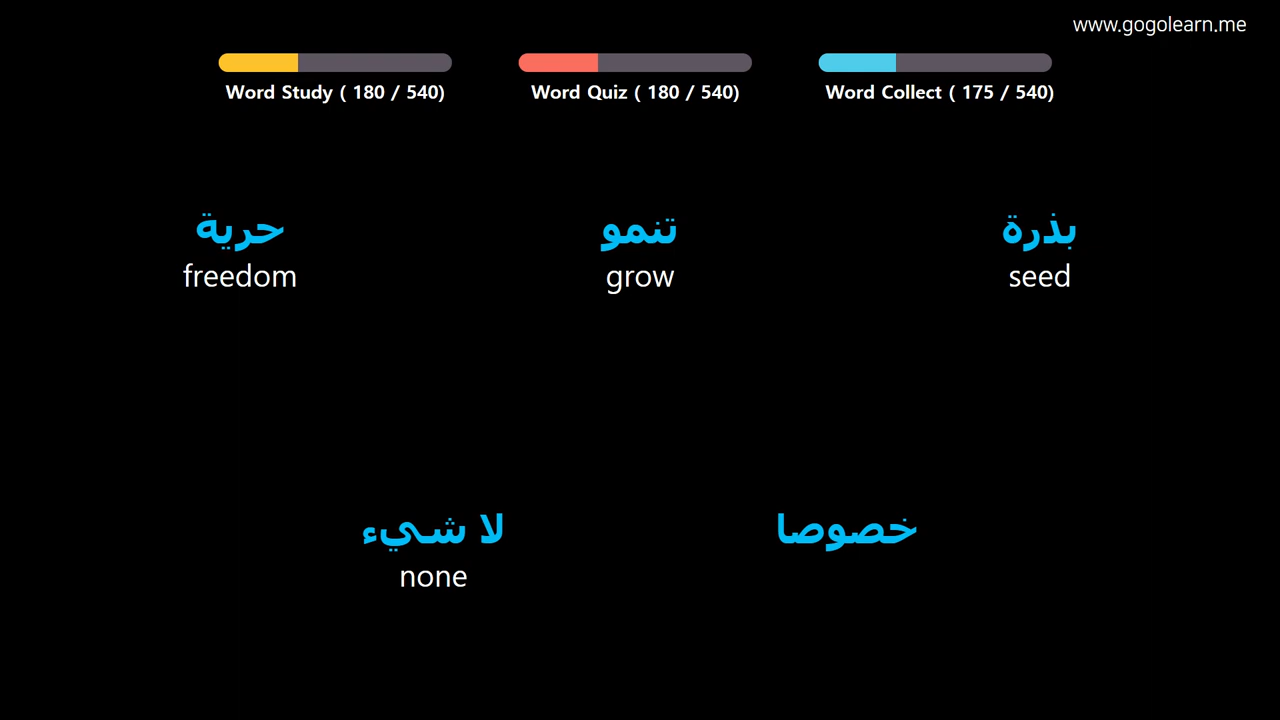 www.gogolearn.me
Word Study ( 180 / 540)
Word Quiz ( 180 / 540)
Word Collect ( 175 / 540)
حرية
freedom
تنمو
grow
بذرة
seed
لا شيء
none
خصوصا